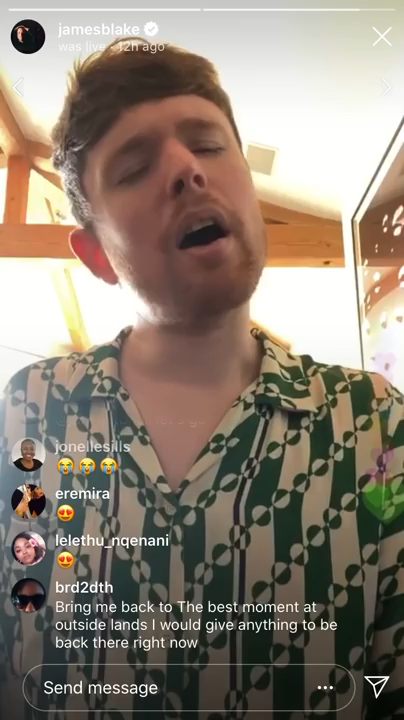 jamesblake
was live · 12h ago
jonellesills
😭😭😭
eremira
😍
lelethu_nqenani
😍
brd2dth
Bring me back to The best moment at
outside lands I would give anything to be
back there right now
Send message